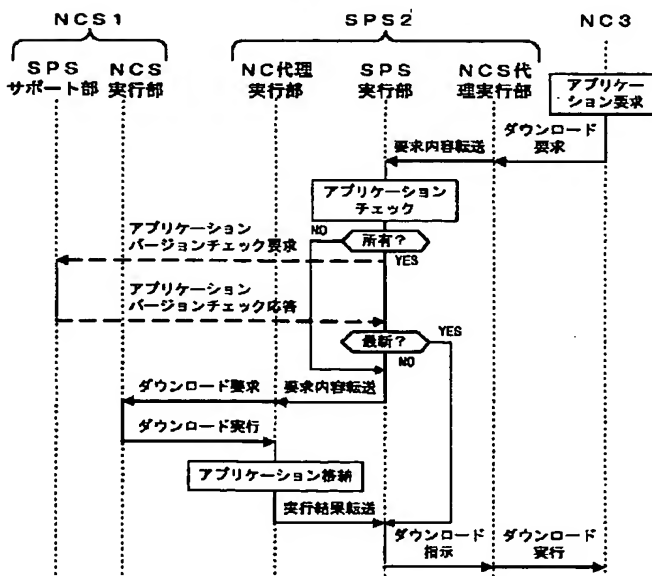 NCS1
SPS2
NC3
SPS
サポート部
NCS
実行部
NC代理
実行部
SPS
実行部
NCS代
理実行部
アプリケー
ション要求
ダウンロード
要求
要求内容転送
アプリケーション
チェック
アプリケーション
バージョンチェック要求
NO
所有?
YES
アプリケーション
バージョンチェック応答
YES
最新?
NO
ダウンロード要求
要求内容転送
ダウンロード実行
アプリケーション格納
実行結果転送
ダウンロード
指示
ダウンロード
実行